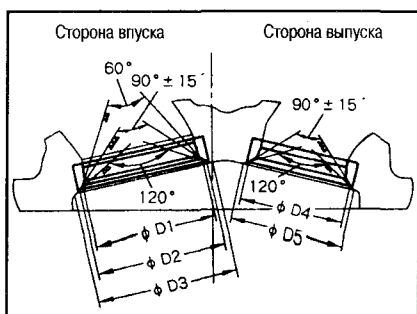 Сторона впуска
Сторона выпуска
60°
90° ± 15´
90° ± 15´
120°
120°
ϕ D1
ϕ D2
ϕ D3
ϕ D4
ϕ D5